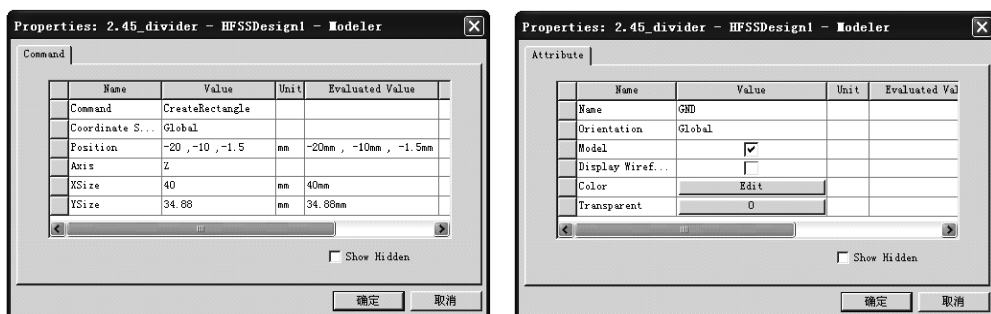 Properties: 2.45_divider - HFSSDesign1 - Modeler
Command
Name Value Unit Evaluated Value
Command CreateRectangle
Coordinate S... Global
Position -20 ,-10 ,-1.5 mm -20mm , -10mm , -1.5mm
Axis Z
XSize 40 mm 40mm
YSize 34.88 mm 34.88mm
Show Hidden
确定 取消
Properties: 2.45_divider - HFSSDesign1 - Modeler
Attribute
Name Value Unit Evaluated Val
Name GND
Orientation Global
Model
Display Wiref...
Color Edit
Transparent 0
Show Hidden
确定 取消